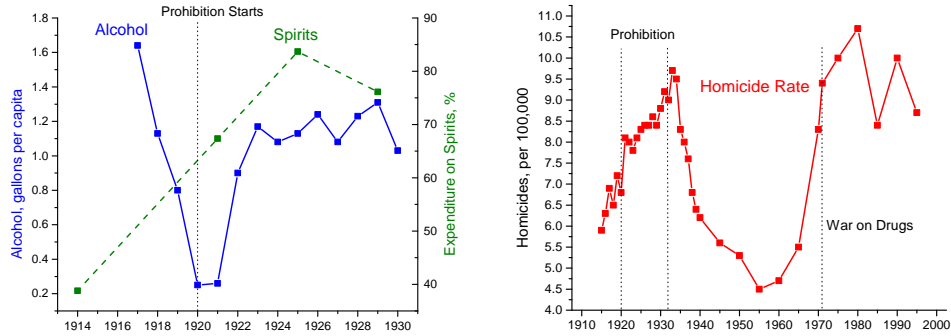 Prohibition Starts
Alcohol
Spirits
Alcohol, gallons per capita
1.8
1.6
1.4
1.2
1.0
0.8
0.6
0.4
0.2
1914 1916 1918 1920 1922 1924 1926 1928 1930
90
80
70
60
50
40
Expenditure on Spirits, %
Homicides, per 100,000
11.0
10.5
10.0
9.5
9.0
8.5
8.0
7.5
7.0
6.5
6.0
5.5
5.0
4.5
4.0
Prohibition
Homicide Rate
War on Drugs
1910 1920 1930 1940 1950 1960 1970 1980 1990 2000